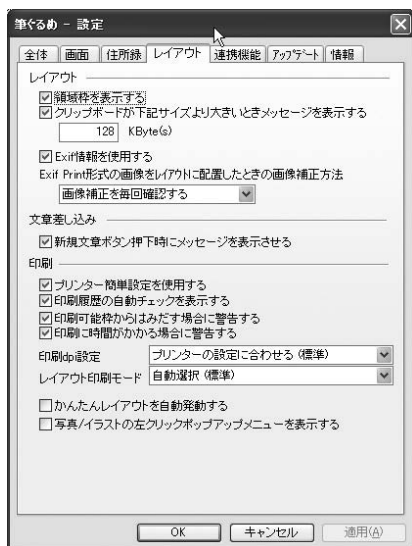 筆ぐるめ - 設定
全体 画面 住所録 レイアウト 連携機能 アップデート 情報
レイアウト
領域枠を表示する
クリップボードが下記サイズより大きいときメッセージを表示する
128 KByte(s)
Exif情報を使用する
Exif Print形式の画像をレイアウトに配置したときの画像補正方法
画像補正を毎回確認する
文章差し込み
新規文章ボタン押下時にメッセージを表示させる
印刷
プリンター簡単設定を使用する
印刷履歴の自動チェックを表示する
印刷可能枠からはみだす場合に警告する
印刷に時間がかかる場合に警告する
印刷dpi設定 プリンターの設定に合わせる (標準)
レイアウト印刷モード 自動選択 (標準)
かんたんレイアウトを自動発動する
写真/イラストの左クリックポップアップメニューを表示する
OK キャンセル 適用(A)